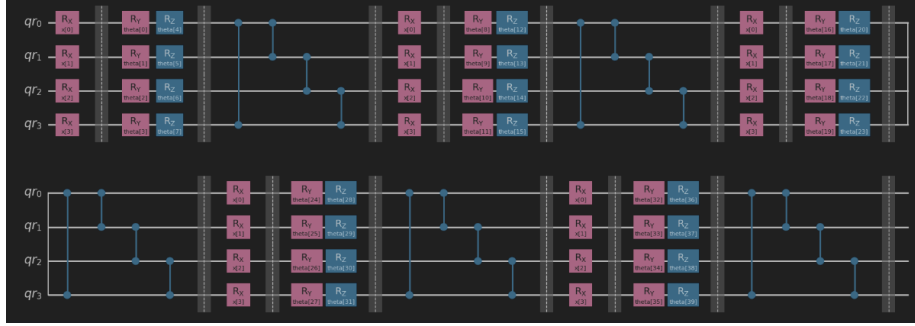 qr0 RX RY RZ RX RY RZ RX RY RZ
x[0] theta[0] theta[4] x[0] theta[8] theta[12] x[0] theta[16] theta[20]
qr1 RX RY RZ RX RY RZ RX RY RZ
x[1] theta[1] theta[5] x[1] theta[9] theta[13] x[1] theta[17] theta[21]
qr2 RX RY RZ RX RY RZ RX RY RZ
x[2] theta[2] theta[6] x[2] theta[10] theta[14] x[2] theta[18] theta[22]
qr3 RX RY RZ RX RY RZ RX RY RZ
x[3] theta[3] theta[7] x[3] theta[11] theta[15] x[3] theta[19] theta[23]
qr0 RX RY RZ RX RY RZ
x[0] theta[24] theta[28] x[0] theta[32] theta[36]
qr1 RX RY RZ RX RY RZ
x[1] theta[25] theta[29] x[1] theta[33] theta[37]
qr2 RX RY RZ RX RY RZ
x[2] theta[26] theta[30] x[2] theta[34] theta[38]
qr3 RX RY RZ RX RY RZ
x[3] theta[27] theta[31] x[3] theta[35] theta[39]